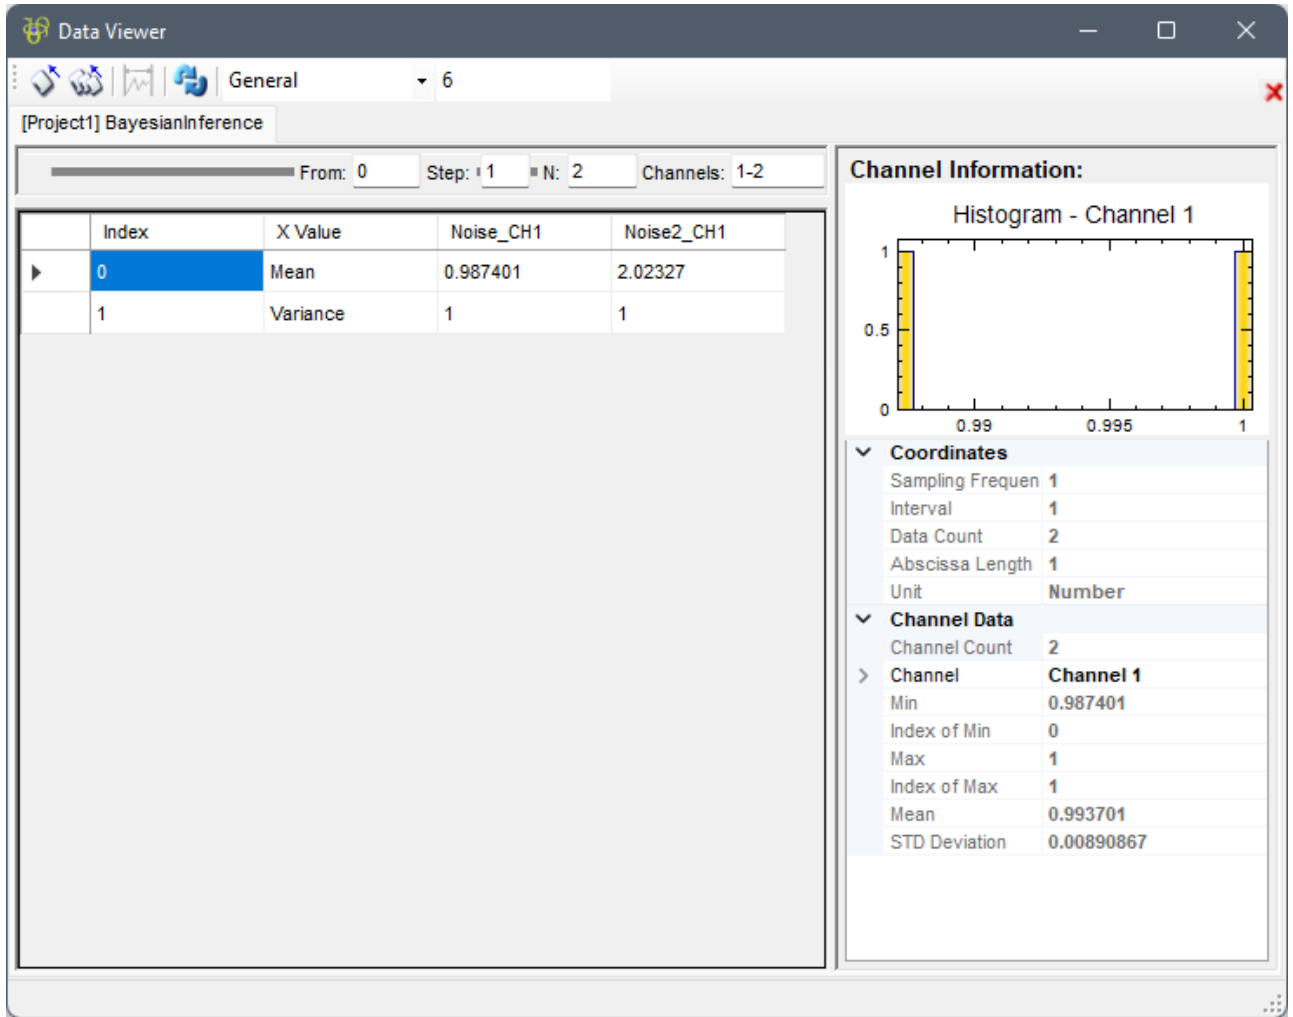 Data Viewer
General 6
[Project1] BayesianInference
From: 0 Step: 1 N: 2 Channels: 1-2
Index X Value Noise_CH1 Noise2_CH1
0 Mean 0.987401 2.02327
1 Variance 1 1
Channel Information:
Histogram - Channel 1
1
0.5
0
0.99 0.995 1
Coordinates
Sampling Frequen 1
Interval 1
Data Count 2
Abscissa Length 1
Unit Number
Channel Data
Channel Count 2
Channel Channel 1
Min 0.987401
Index of Min 0
Max 1
Index of Max 1
Mean 0.993701
STD Deviation 0.00890867